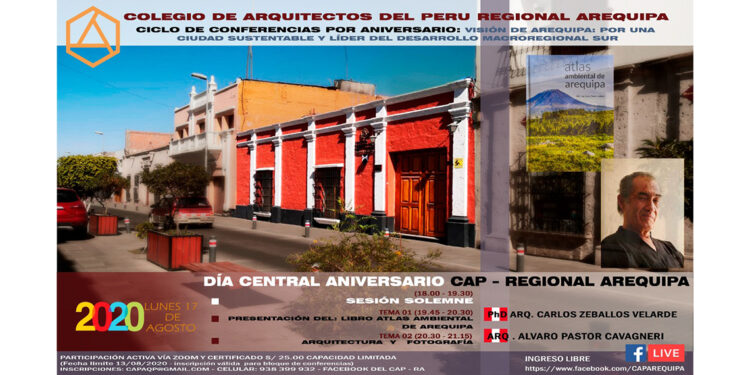 COLEGIO DE ARQUITECTOS DEL PERU REGIONAL AREQUIPA
CICLO DE CONFERENCIAS POR ANIVERSARIO: VISIÓN DE AREQUIPA: POR UNA
CIUDAD SUSTENTABLE Y LÍDER DEL DESARROLLO MACROREGIONAL SUR
atlas
ambiental de
arequipa
DÍA CENTRAL ANIVERSARIO CAP - REGIONAL AREQUIPA
2020
LUNES 17
DE
AGOSTO
(18.00 - 19.30)
SESIÓN SOLEMNE
TEMA 01 (19.45 - 20.30)
PRESENTACIÓN DEL: LIBRO ATLAS AMBIENTAL
DE AREQUIPA
TEMA 02 (20.30 - 21.15)
ARQUITECTURA Y FOTOGRAFÍA
PhD ARQ. CARLOS ZEBALLOS VELARDE
ARQ . ALVARO PASTOR CAVAGNERI
PARTICIPACIÓN ACTIVA VÍA ZOOM Y CERTIFICADO S/ 25.00 CAPACIDAD LIMITADA
(Fecha límite 13/08/2020 - inscripción válida para bloque de conferencias)
INSCRIPCIONES: CAPAQP@GMAIL.COM - CELULAR: 938 399 932 - FACEBOOK DEL CAP - RA
INGRESO LIBRE
f LIVE
https://www.facebook.com/CAPAREQUIPA